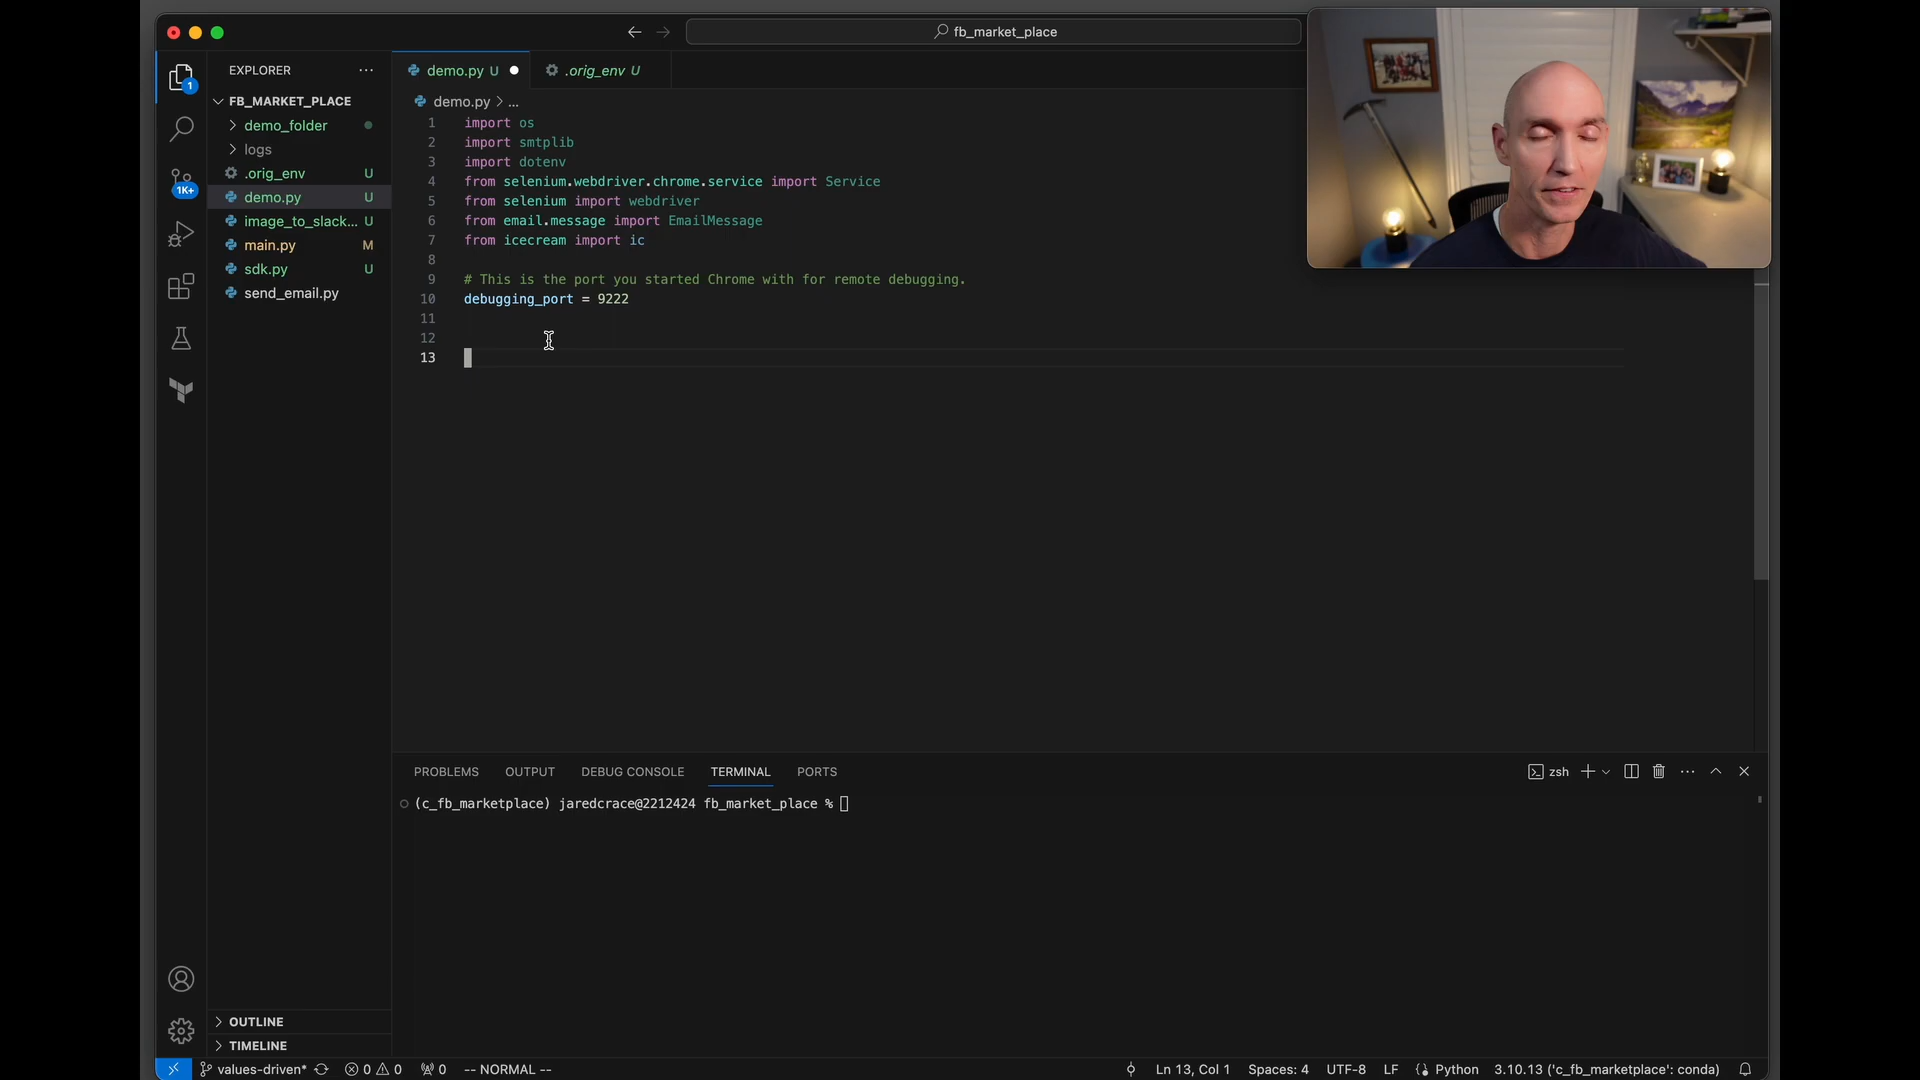 fb_market_place
EXPLORER
demo.py U
.orig_env U
1
FB_MARKET_PLACE
demo.py > ...
demo_folder
logs
.orig_env U
demo.py U
image_to_slack... U
main.py M
sdk.py U
send_email.py
1K+
1 import os
2 import smtplib
3 import dotenv
4 from selenium.webdriver.chrome.service import Service
5 from selenium import webdriver
6 from email.message import EmailMessage
7 from icecream import ic
8
9 # This is the port you started Chrome with for remote debugging.
10 debugging_port = 9222
11
12
13
PROBLEMS OUTPUT DEBUG CONSOLE TERMINAL PORTS
zsh
(c_fb_marketplace) jaredcrace@2212424 fb_market_place %
OUTLINE
TIMELINE
values-driven* 0 0 0 -- NORMAL --
Ln 13, Col 1 Spaces: 4 UTF-8 LF Python 3.10.13 ('c_fb_marketplace': conda)